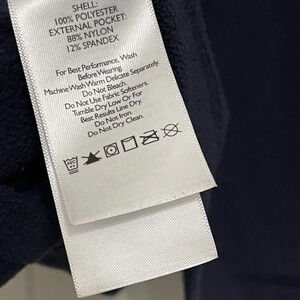 SHELL:
100% POLYESTER
EXTERNAL POCKET:
88% NYLON
12% SPANDEX
For Best Performance, Wash
Before Wearing.
Machine Wash Warm Delicate Separately
Do Not Bleach.
Do Not Use Fabric Softeners.
Tumble Dry Low Or For
Best Results Line Dry.
Do Not Iron.
Do Not Dry Clean.